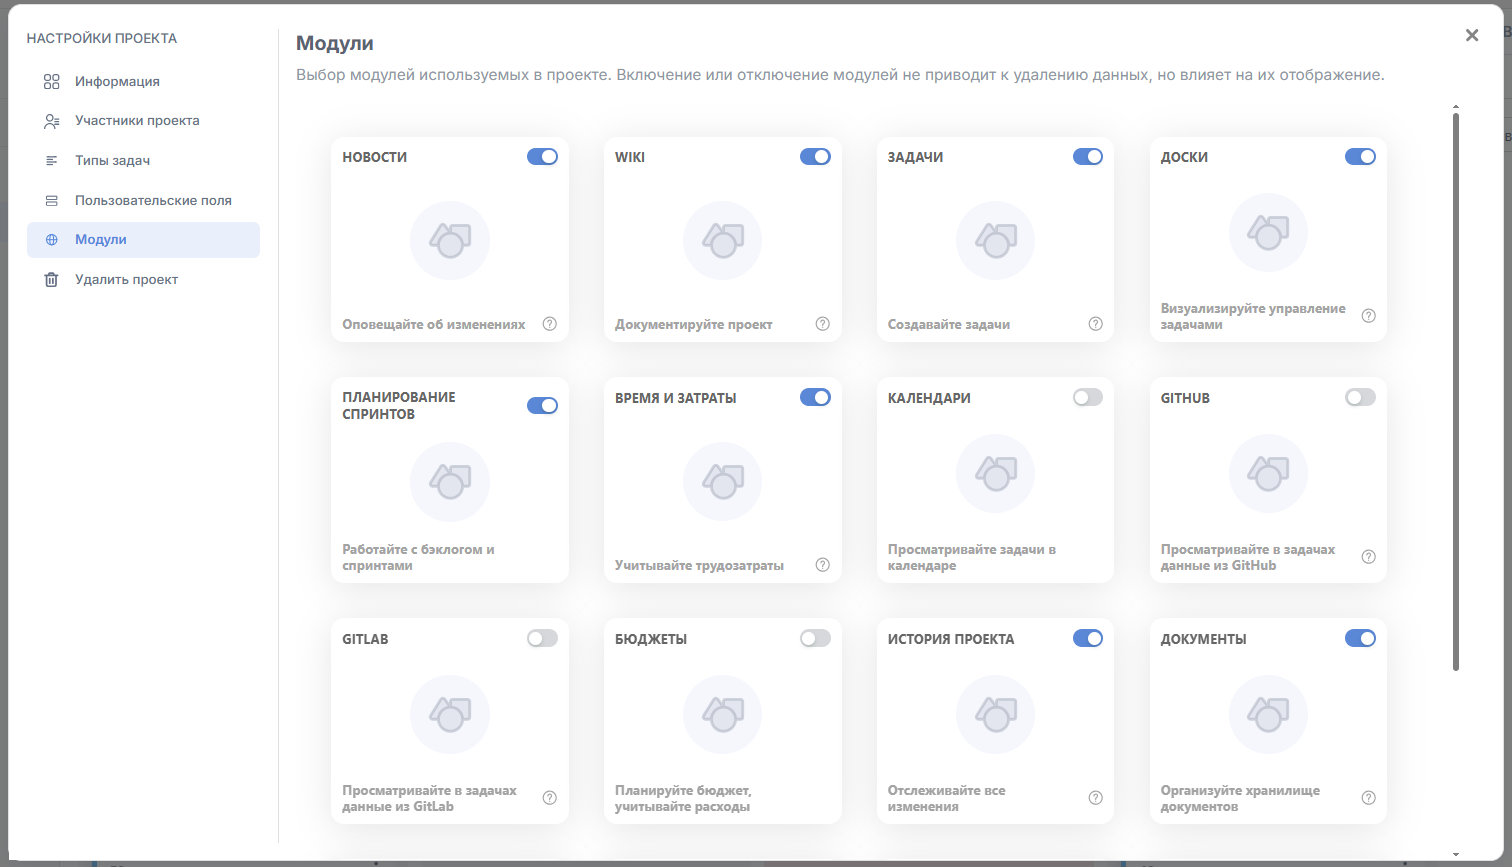 НАСТРОЙКИ ПРОЕКТА
Информация
Участники проекта
Типы задач
Пользовательские поля
Модули
Удалить проект
Модули
Выбор модулей используемых в проекте. Включение или отключение модулей не приводит к удалению данных, но влияет на их отображение.
НОВОСТИ
Оповещайте об изменениях
WIKI
Документируйте проект
ЗАДАЧИ
Создавайте задачи
ДОСКИ
Визуализируйте управление
задачами
ПЛАНИРОВАНИЕ
СПРИНТОВ
Работайте с бэклогом и
спринтами
ВРЕМЯ И ЗАТРАТЫ
Учитывайте трудозатраты
КАЛЕНДАРИ
Просматривайте задачи в
календаре
GITHUB
Просматривайте в задачах
данные из GitHub
GITLAB
Просматривайте в задачах
данные из GitLab
БЮДЖЕТЫ
Планируйте бюджет,
учитывайте расходы
ИСТОРИЯ ПРОЕКТА
Отслеживайте все
изменения
ДОКУМЕНТЫ
Организуйте хранилище
документов